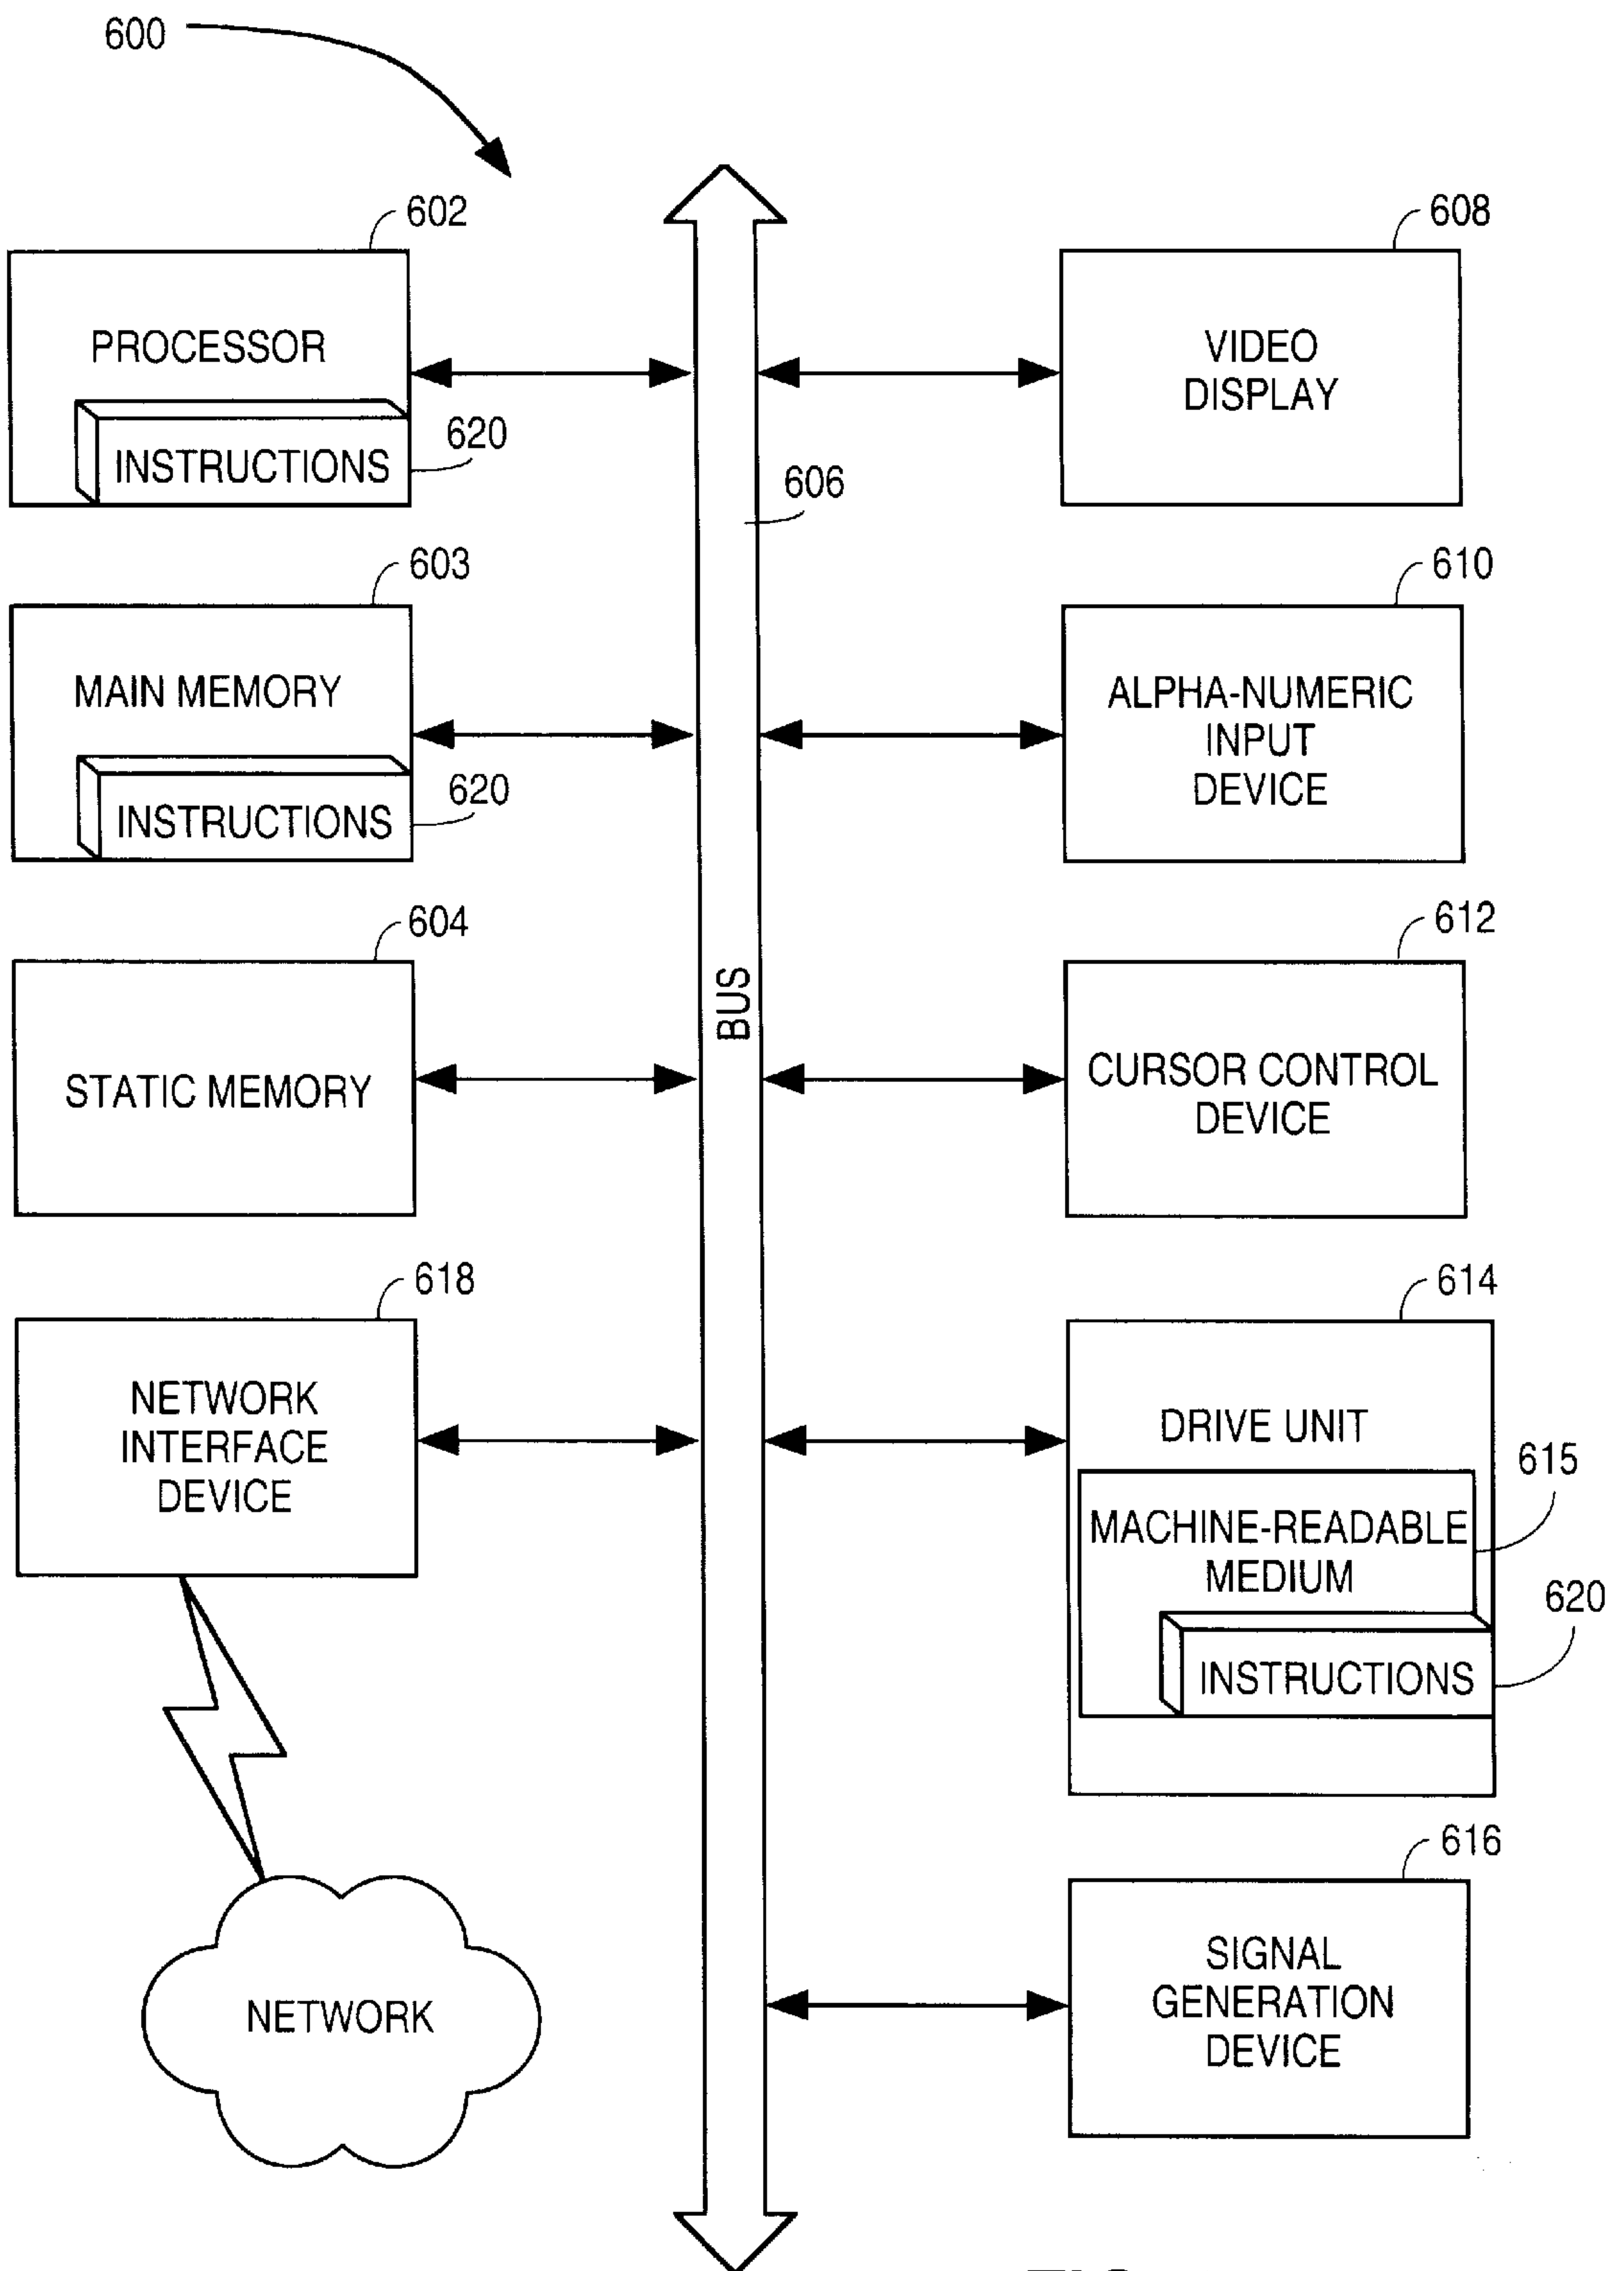 600
602
PROCESSOR
INSTRUCTIONS
620
603
MAIN MEMORY
INSTRUCTIONS
620
604
STATIC MEMORY
618
NETWORK
INTERFACE
DEVICE
NETWORK
606
BUS
608
VIDEO
DISPLAY
610
ALPHA-NUMERIC
INPUT
DEVICE
612
CURSOR CONTROL
DEVICE
614
DRIVE UNIT
615
MACHINE-READABLE
MEDIUM
620
INSTRUCTIONS
616
SIGNAL
GENERATION
DEVICE